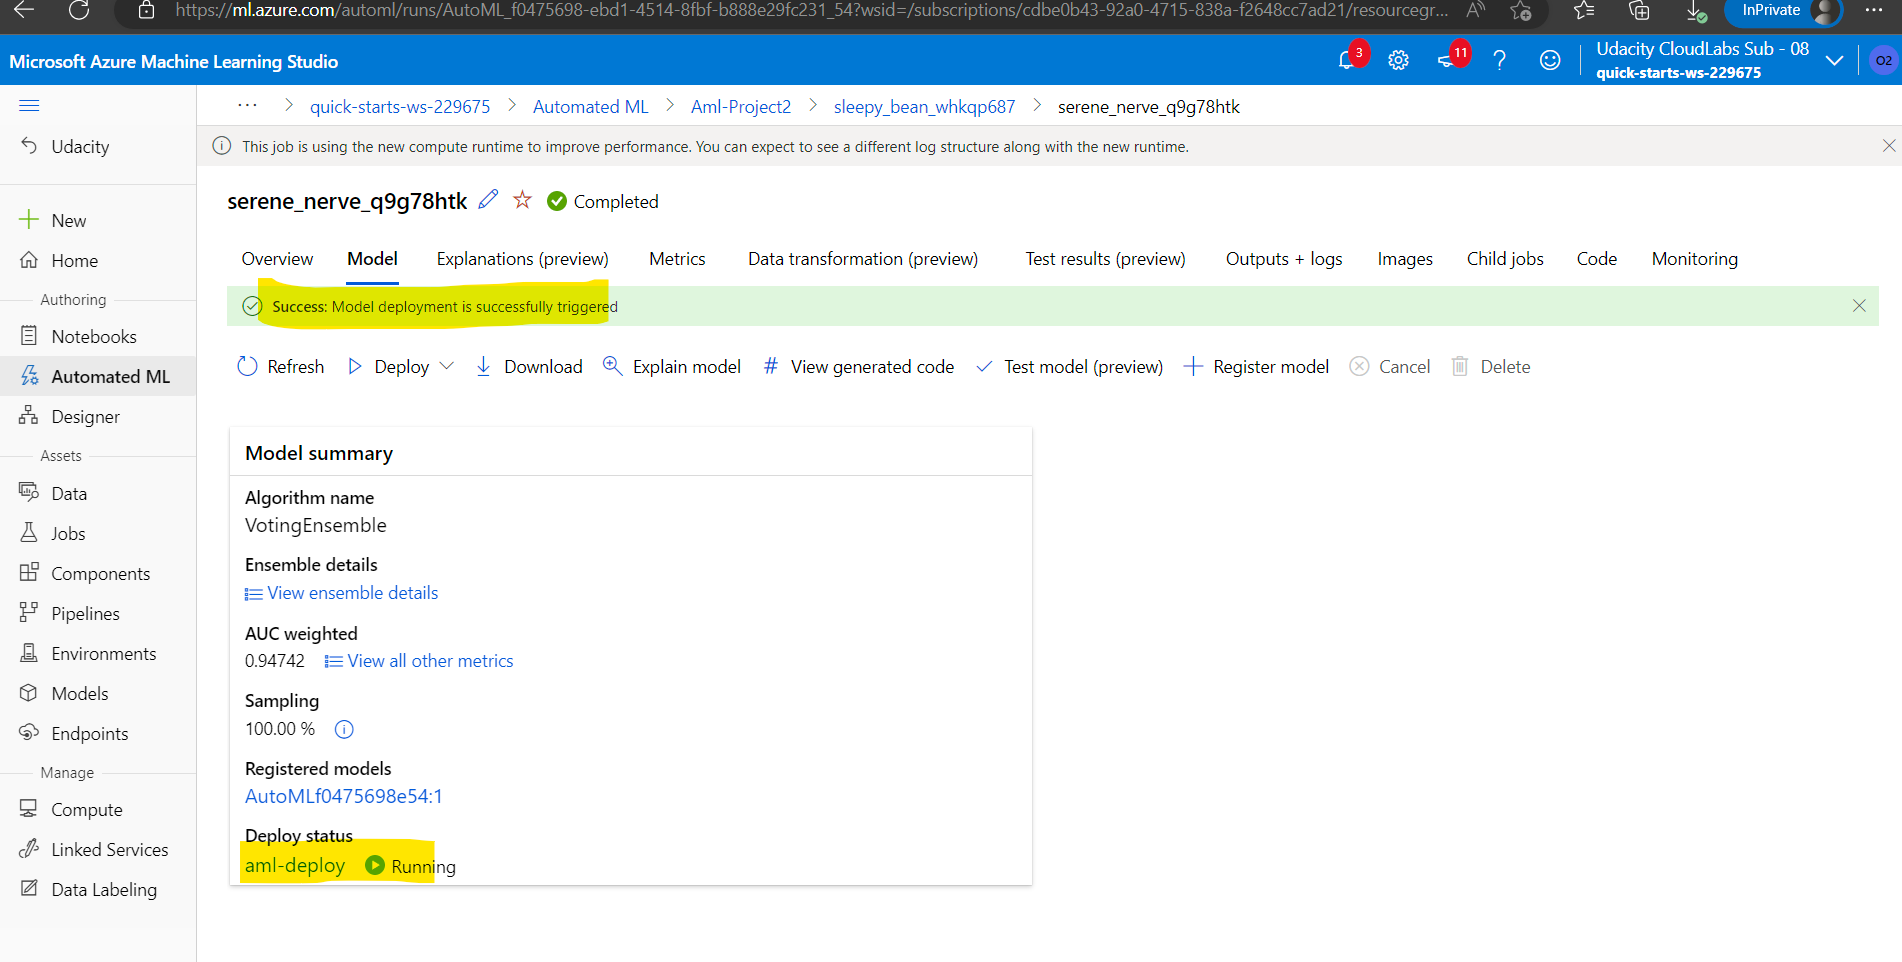 https://ml.azure.com/automl/runs/AutoML_f0475698-ebd1-4514-8fbf-b888e29fc231_54?wsid=/subscriptions/cdbe0b43-92a0-4715-838a-f2648cc7ad21/resourcegr...
InPrivate
Microsoft Azure Machine Learning Studio
3
11
Udacity CloudLabs Sub - 08
quick-starts-ws-229675
O2
... > quick-starts-ws-229675 > Automated ML > Aml-Project2 > sleepy_bean_whkqp687 > serene_nerve_q9g78htk
This job is using the new compute runtime to improve performance. You can expect to see a different log structure along with the new runtime.
Udacity
New
Home
Authoring
Notebooks
Automated ML
Designer
Assets
Data
Jobs
Components
Pipelines
Environments
Models
Endpoints
Manage
Compute
Linked Services
Data Labeling
serene_nerve_q9g78htk Completed
Overview Model Explanations (preview) Metrics Data transformation (preview) Test results (preview) Outputs + logs Images Child jobs Code Monitoring
Success: Model deployment is successfully triggered
Refresh Deploy Download Explain model View generated code Test model (preview) Register model Cancel Delete
Model summary
Algorithm name
VotingEnsemble
Ensemble details
View ensemble details
AUC weighted
0.94742 View all other metrics
Sampling
100.00 %
Registered models
AutoMLf0475698e54:1
Deploy status
aml-deploy Running